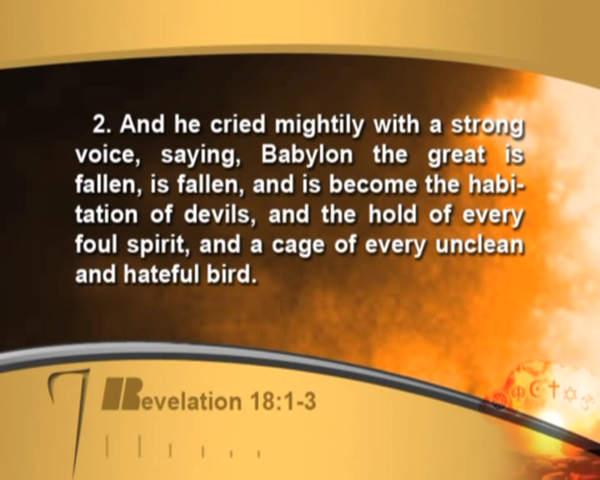 2. And he cried mightily with a strong
voice, saying, Babylon the great is
fallen, is fallen, and is become the habi-
tation of devils, and the hold of every
foul spirit, and a cage of every unclean
and hateful bird.
Revelation 18:1-3